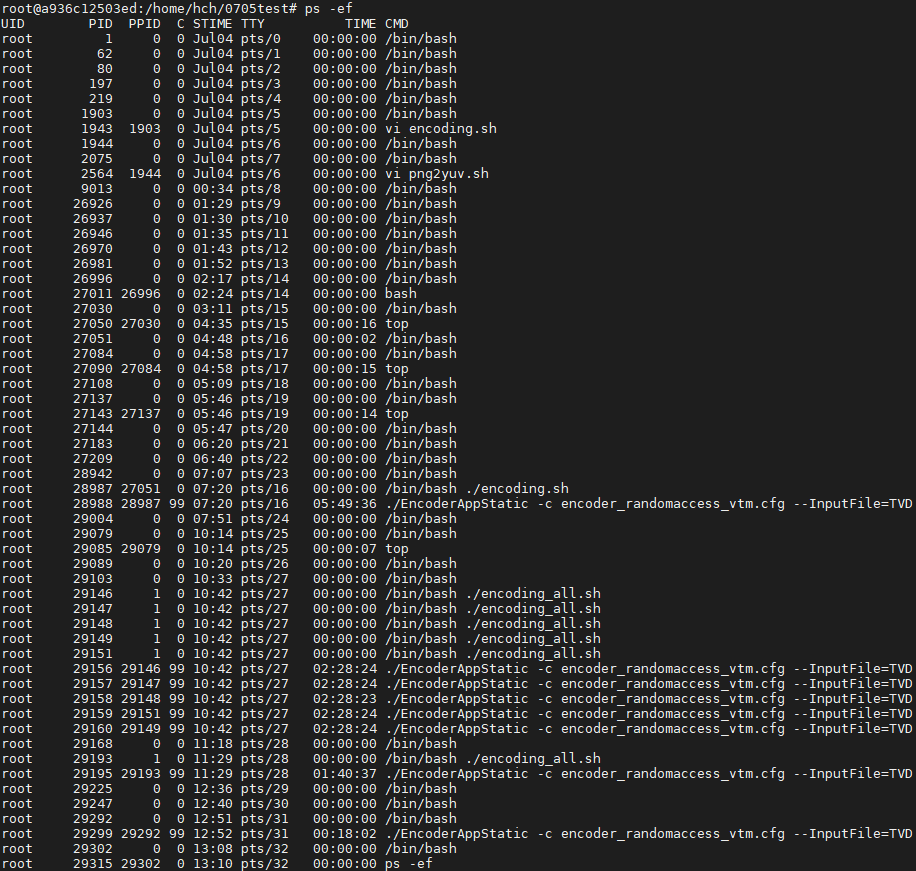 root@a936c12503ed:/home/hch/0705test# ps -ef
UID        PID  PPID  C STIME TTY          TIME CMD
root         1     0  0 Jul04 pts/0    00:00:00 /bin/bash
root        62     0  0 Jul04 pts/1    00:00:00 /bin/bash
root        80     0  0 Jul04 pts/2    00:00:00 /bin/bash
root       197     0  0 Jul04 pts/3    00:00:00 /bin/bash
root       219     0  0 Jul04 pts/4    00:00:00 /bin/bash
root      1903     0  0 Jul04 pts/5    00:00:00 /bin/bash
root      1943  1903  0 Jul04 pts/5    00:00:00 vi encoding.sh
root      1944     0  0 Jul04 pts/6    00:00:00 /bin/bash
root      2075     0  0 Jul04 pts/7    00:00:00 /bin/bash
root      2564  1944  0 Jul04 pts/6    00:00:00 vi png2yuv.sh
root      9013     0  0 00:34 pts/8    00:00:00 /bin/bash
root     26926     0  0 01:29 pts/9    00:00:00 /bin/bash
root     26937     0  0 01:30 pts/10   00:00:00 /bin/bash
root     26946     0  0 01:35 pts/11   00:00:00 /bin/bash
root     26970     0  0 01:43 pts/12   00:00:00 /bin/bash
root     26981     0  0 01:52 pts/13   00:00:00 /bin/bash
root     26996     0  0 02:17 pts/14   00:00:00 /bin/bash
root     27011 26996  0 02:24 pts/14   00:00:00 bash
root     27030     0  0 03:11 pts/15   00:00:00 /bin/bash
root     27050 27030  0 04:35 pts/15   00:00:16 top
root     27051     0  0 04:48 pts/16   00:00:02 /bin/bash
root     27084     0  0 04:58 pts/17   00:00:00 /bin/bash
root     27090 27084  0 04:58 pts/17   00:00:15 top
root     27108     0  0 05:09 pts/18   00:00:00 /bin/bash
root     27137     0  0 05:46 pts/19   00:00:00 /bin/bash
root     27143 27137  0 05:46 pts/19   00:00:14 top
root     27144     0  0 05:47 pts/20   00:00:00 /bin/bash
root     27183     0  0 06:20 pts/21   00:00:00 /bin/bash
root     27209     0  0 06:40 pts/22   00:00:00 /bin/bash
root     28942     0  0 07:07 pts/23   00:00:00 /bin/bash
root     28987 27051  0 07:20 pts/16   00:00:00 /bin/bash ./encoding.sh
root     28988 28987 99 07:20 pts/16   05:49:36 ./EncoderAppStatic -c encoder_randomaccess_vtm.cfg --InputFile=TVD
root     29004     0  0 07:51 pts/24   00:00:00 /bin/bash
root     29079     0  0 10:14 pts/25   00:00:00 /bin/bash
root     29085 29079  0 10:14 pts/25   00:00:07 top
root     29089     0  0 10:20 pts/26   00:00:00 /bin/bash
root     29103     0  0 10:33 pts/27   00:00:00 /bin/bash
root     29146     1  0 10:42 pts/27   00:00:00 /bin/bash ./encoding_all.sh
root     29147     1  0 10:42 pts/27   00:00:00 /bin/bash ./encoding_all.sh
root     29148     1  0 10:42 pts/27   00:00:00 /bin/bash ./encoding_all.sh
root     29149     1  0 10:42 pts/27   00:00:00 /bin/bash ./encoding_all.sh
root     29151     1  0 10:42 pts/27   00:00:00 /bin/bash ./encoding_all.sh
root     29156 29146 99 10:42 pts/27   02:28:24 ./EncoderAppStatic -c encoder_randomaccess_vtm.cfg --InputFile=TVD
root     29157 29147 99 10:42 pts/27   02:28:24 ./EncoderAppStatic -c encoder_randomaccess_vtm.cfg --InputFile=TVD
root     29158 29148 99 10:42 pts/27   02:28:23 ./EncoderAppStatic -c encoder_randomaccess_vtm.cfg --InputFile=TVD
root     29159 29151 99 10:42 pts/27   02:28:24 ./EncoderAppStatic -c encoder_randomaccess_vtm.cfg --InputFile=TVD
root     29160 29149 99 10:42 pts/27   02:28:24 ./EncoderAppStatic -c encoder_randomaccess_vtm.cfg --InputFile=TVD
root     29168     0  0 11:18 pts/28   00:00:00 /bin/bash
root     29193     1  0 11:29 pts/28   00:00:00 /bin/bash ./encoding_all.sh
root     29195 29193 99 11:29 pts/28   01:40:37 ./EncoderAppStatic -c encoder_randomaccess_vtm.cfg --InputFile=TVD
root     29225     0  0 12:36 pts/29   00:00:00 /bin/bash
root     29247     0  0 12:40 pts/30   00:00:00 /bin/bash
root     29292     0  0 12:51 pts/31   00:00:00 /bin/bash
root     29299 29292 99 12:52 pts/31   00:18:02 ./EncoderAppStatic -c encoder_randomaccess_vtm.cfg --InputFile=TVD
root     29302     0  0 13:08 pts/32   00:00:00 /bin/bash
root     29315 29302  0 13:10 pts/32   00:00:00 ps -ef